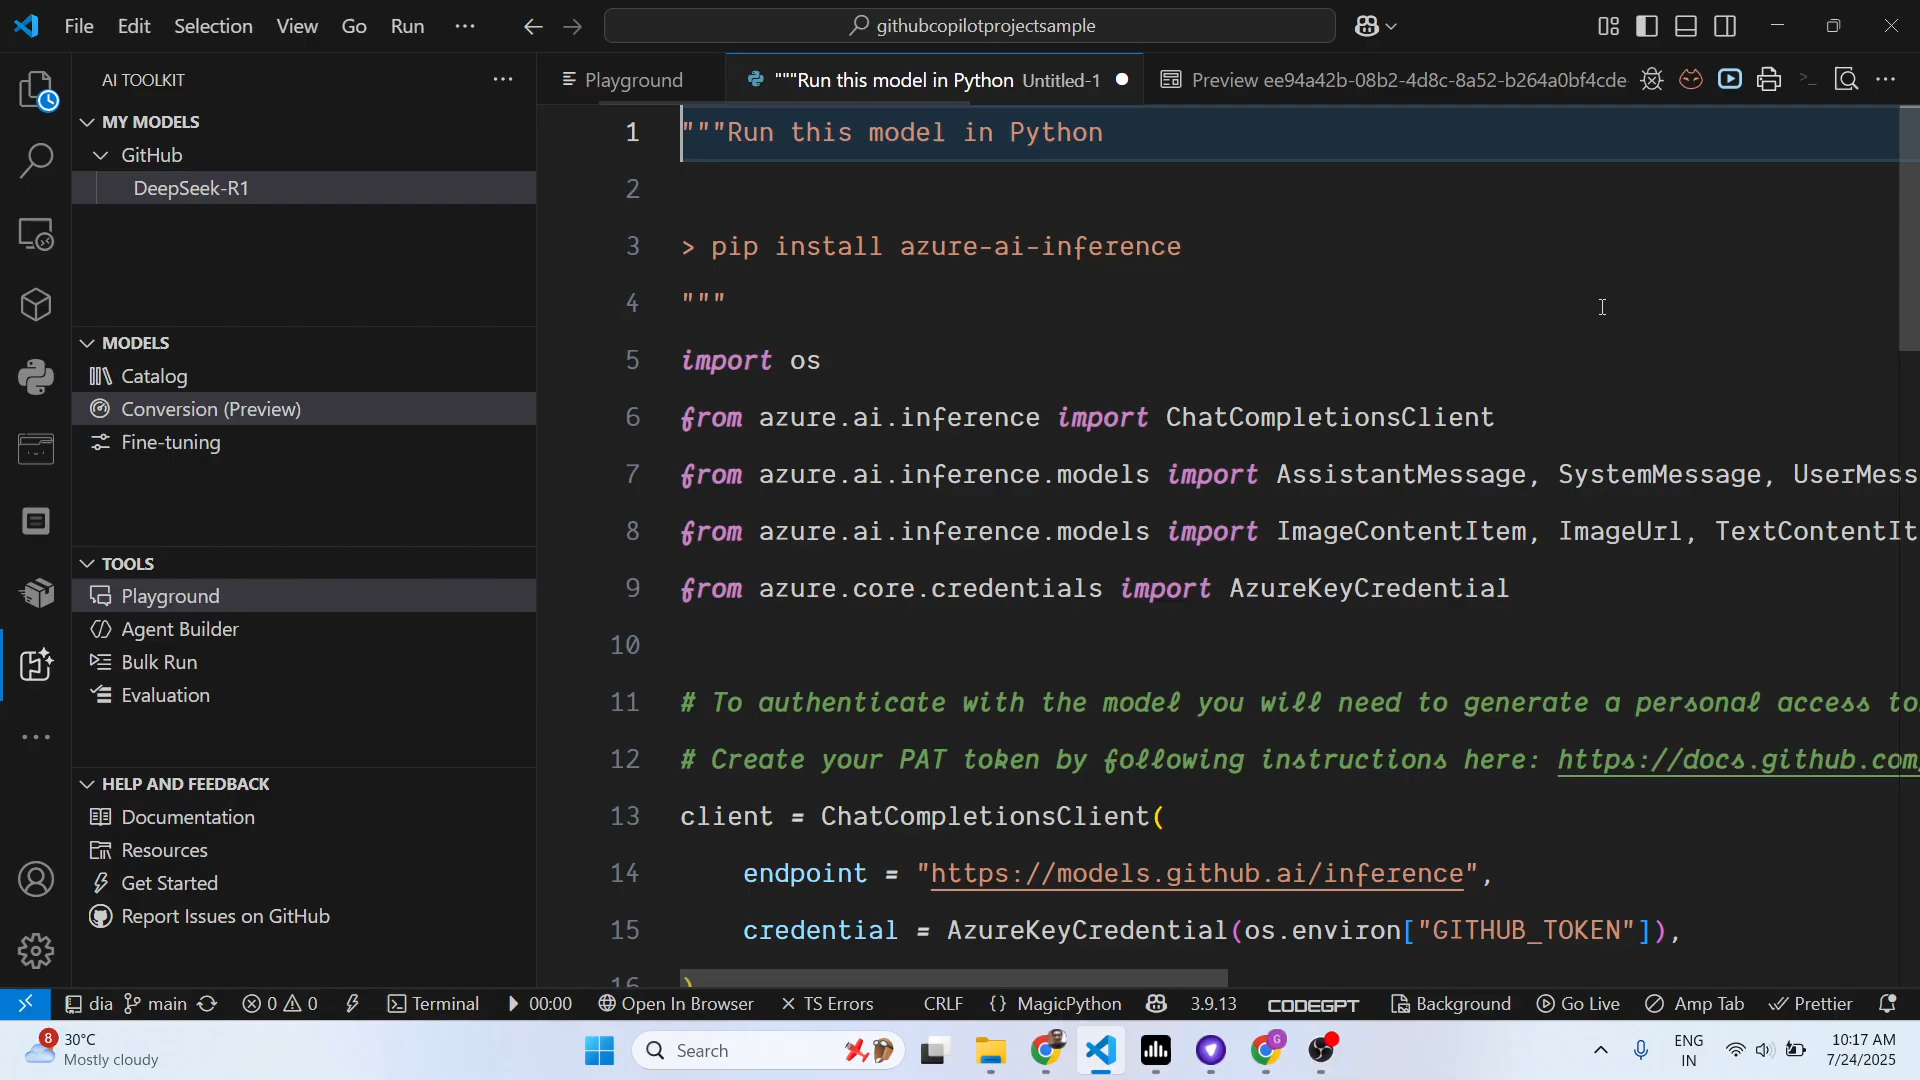 File Edit Selection View Go Run ··· githubcopilotprojectsample
AI TOOLKIT
Playground
"""Run this model in Python Untitled-1
Preview ee94a42b-08b2-4d8c-8a52-b264a0bf4cde
MY MODELS
GitHub
DeepSeek-R1
MODELS
Catalog
Conversion (Preview)
Fine-tuning
TOOLS
Playground
Agent Builder
Bulk Run
Evaluation
HELP AND FEEDBACK
Documentation
Resources
Get Started
Report Issues on GitHub
1 """Run this model in Python
2
3 > pip install azure-ai-inference
4 """
5 import os
6 from azure.ai.inference import ChatCompletionsClient
7 from azure.ai.inference.models import AssistantMessage, SystemMessage, UserMess
8 from azure.ai.inference.models import ImageContentItem, ImageUrl, TextContentIt
9 from azure.core.credentials import AzureKeyCredential
10
11 # To authenticate with the model you will need to generate a personal access to
12 # Create your PAT token by following instructions here: https://docs.github.com
13 client = ChatCompletionsClient(
14 endpoint = "https://models.github.ai/inference",
15 credential = AzureKeyCredential(os.environ["GITHUB_TOKEN"]),
16 )
dia main 0 0 Terminal 00:00 Open In Browser TS Errors CRLF {} MagicPython 3.9.13 CODEGPT Background Go Live Amp Tab Prettier
8 30°C
Mostly cloudy
Search
G
ENG
IN
10:17 AM
7/24/2025